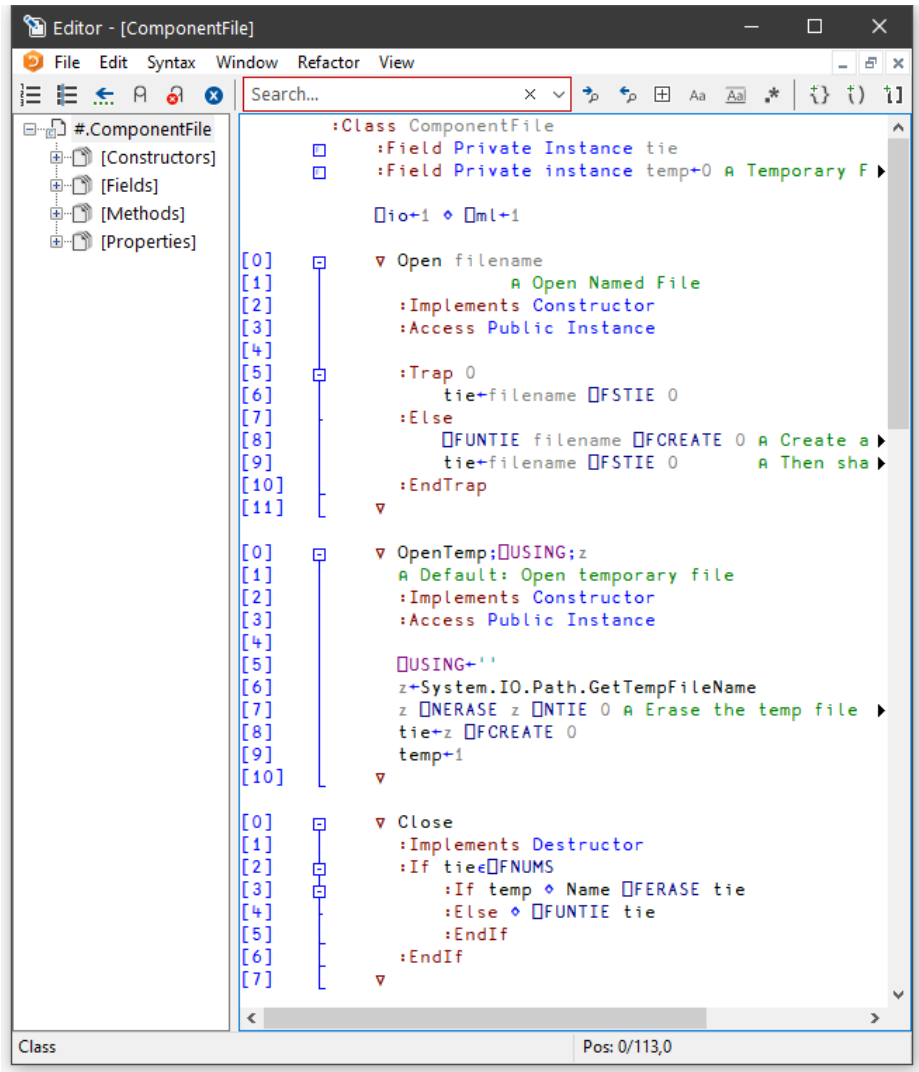 Editor - [ComponentFile]
File Edit Syntax Window Refactor View
Search...
#.ComponentFile
[Constructors]
[Fields]
[Methods]
[Properties]
:Class ComponentFile
:Field Private Instance tie
:Field Private instance temp←0 ⍝ Temporary F
⎕io←1 ⋄ ⎕ml←1
[0] ∇ Open filename
[1] ⍝ Open Named File
[2] :Implements Constructor
[3] :Access Public Instance
[4]
[5] :Trap 0
[6] tie←filename ⎕FSTIE 0
[7] :Else
[8] ⎕FUNTIE filename ⎕FCREATE 0 ⍝ Create a
[9] tie←filename ⎕FSTIE 0 ⍝ Then sha
[10] :EndTrap
[11] ∇
[0] ∇ OpenTemp;⎕USING;z
[1] ⍝ Default: Open temporary file
[2] :Implements Constructor
[3] :Access Public Instance
[4]
[5] ⎕USING←''
[6] z←System.IO.Path.GetTempFileName
[7] z ⎕NERASE z ⎕NTIE 0 ⍝ Erase the temp file
[8] tie←z ⎕FCREATE 0
[9] temp←1
[10] ∇
[0] ∇ Close
[1] :Implements Destructor
[2] :If tie∊⎕FNUMS
[3] :If temp ⋄ Name ⎕FERASE tie
[4] :Else ⋄ ⎕FUNTIE tie
[5] :EndIf
[6] :EndIf
[7] ∇
Class
Pos: 0/113,0